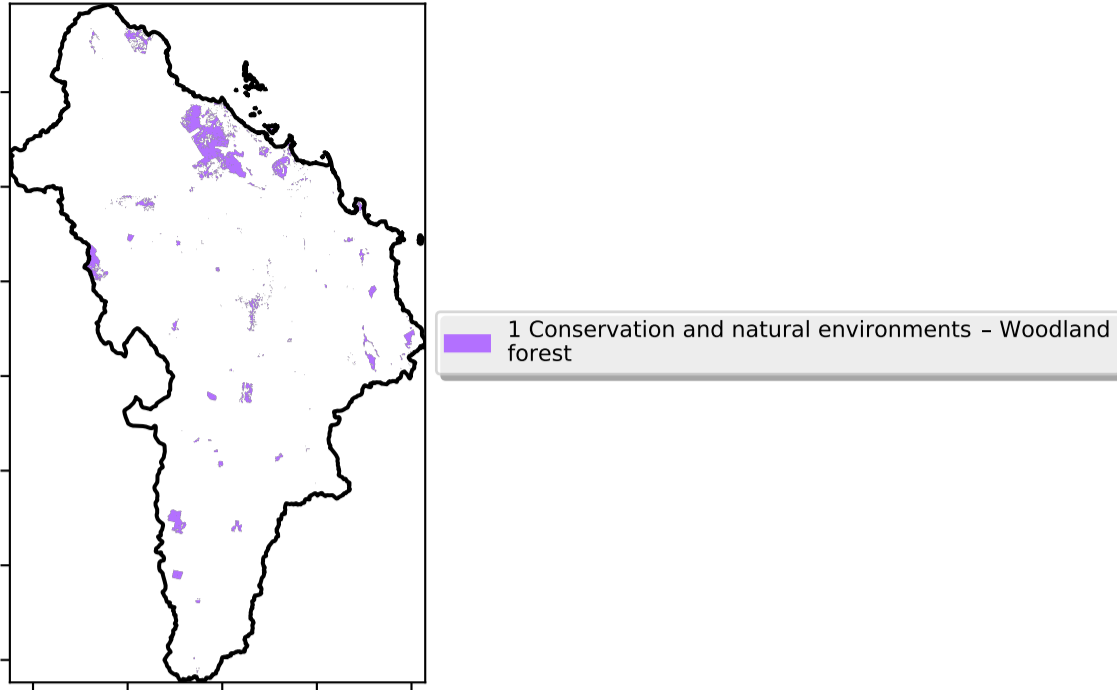 1 Conservation and natural environments – Woodland
forest